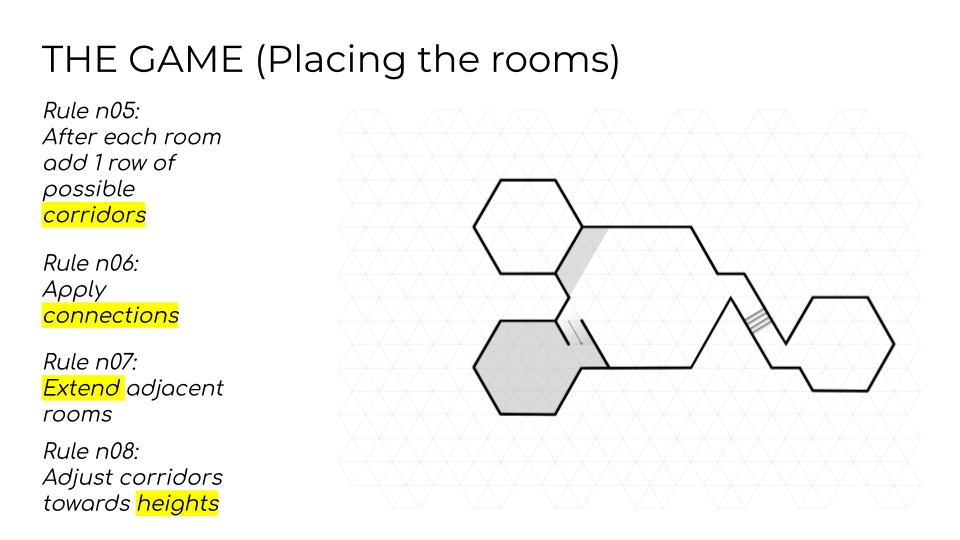 THE GAME (Placing the rooms)
Rule n05:
After each room
add 1 row of
possible
corridors
Rule n06:
Apply
connections
Rule n07:
Extend adjacent
rooms
Rule n08:
Adjust corridors
towards heights